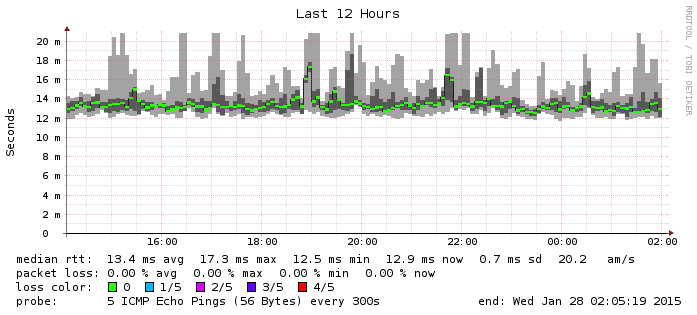 Last 12 Hours
RRDTOOL / TOBI OETIKER
Seconds
20 m
18 m
16 m
14 m
12 m
10 m
8 m
6 m
4 m
2 m
0
16:00 18:00 20:00 22:00 00:00 02:00
median rtt: 13.4 ms avg 17.3 ms max 12.5 ms min 12.9 ms now 0.7 ms sd 20.2 am/s
packet loss: 0.00 % avg 0.00 % max 0.00 % min 0.00 % now
loss color: 0 1/5 2/5 3/5 4/5
probe: 5 ICMP Echo Pings (56 Bytes) every 300s end: Wed Jan 28 02:05:19 2015